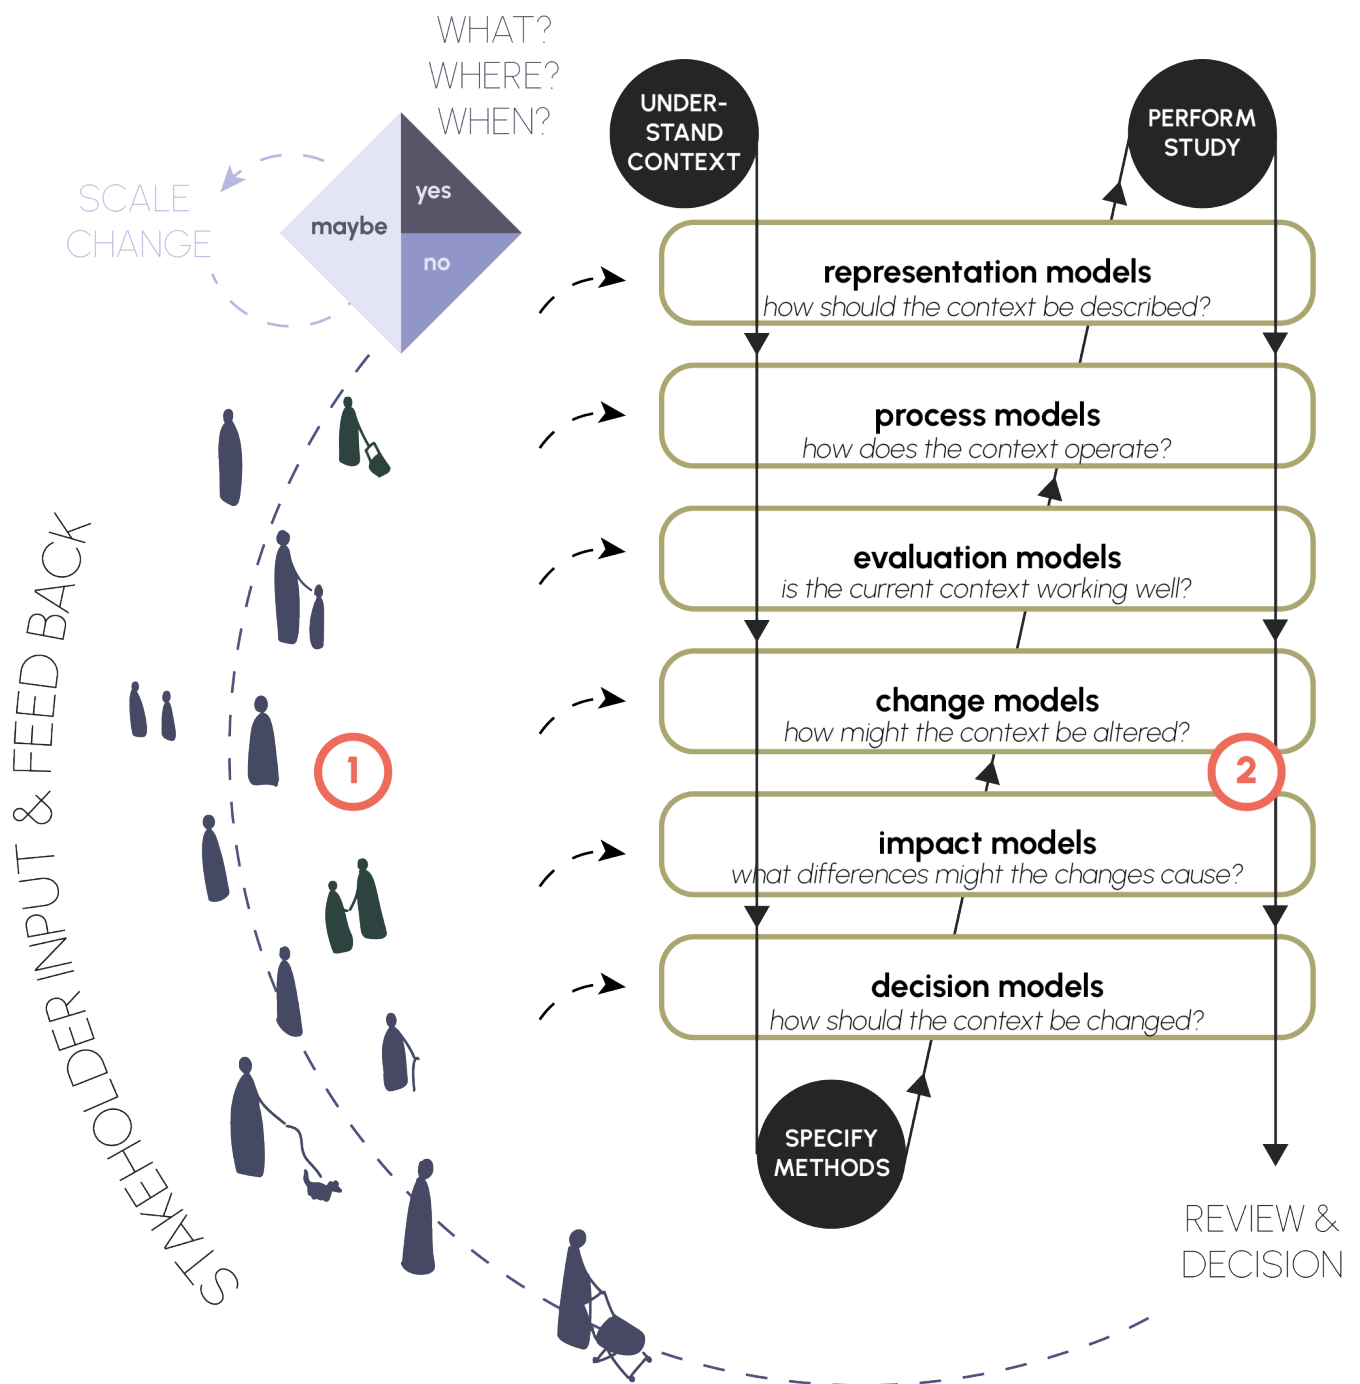 WHAT?
WHERE?
WHEN?
SCALE
CHANGE
maybe
yes
no
UNDER-
STAND
CONTEXT
PERFORM
STUDY
representation models
how should the context be described?
process models
how does the context operate?
evaluation models
is the current context working well?
change models
how might the context be altered?
impact models
what differences might the changes cause?
decision models
how should the context be changed?
1
2
SPECIFY
METHODS
REVIEW &
DECISION
STAKEHOLDER INPUT & FEED BACK